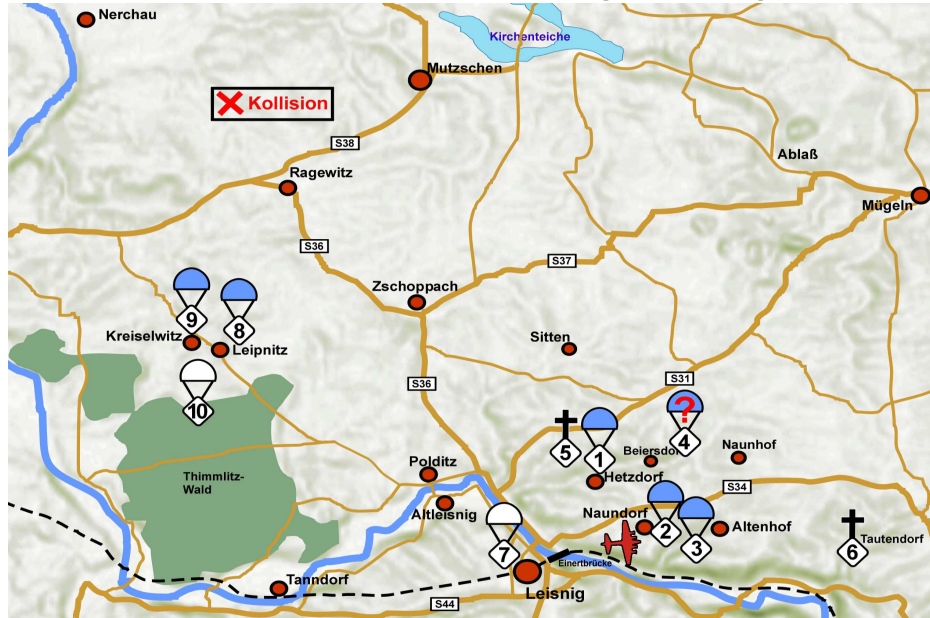 Nerchau
Kirchenteiche
Mutzschen
Kollision
S38
Ablaß
Ragewitz
Mügeln
S36
S37
Zschoppach
9
8
Kreiselwitz
Leipnitz
Sitten
10
S36
S31
?
5
1
4
Beiersdorf
Naunhof
Polditz
Hetzdorf
Thimmlitz-
Wald
S34
Altleisnig
Naundorf
2
3
Altenhof
Tautendorf
7
6
Einertbrücke
Tanndorf
Leisnig
S44